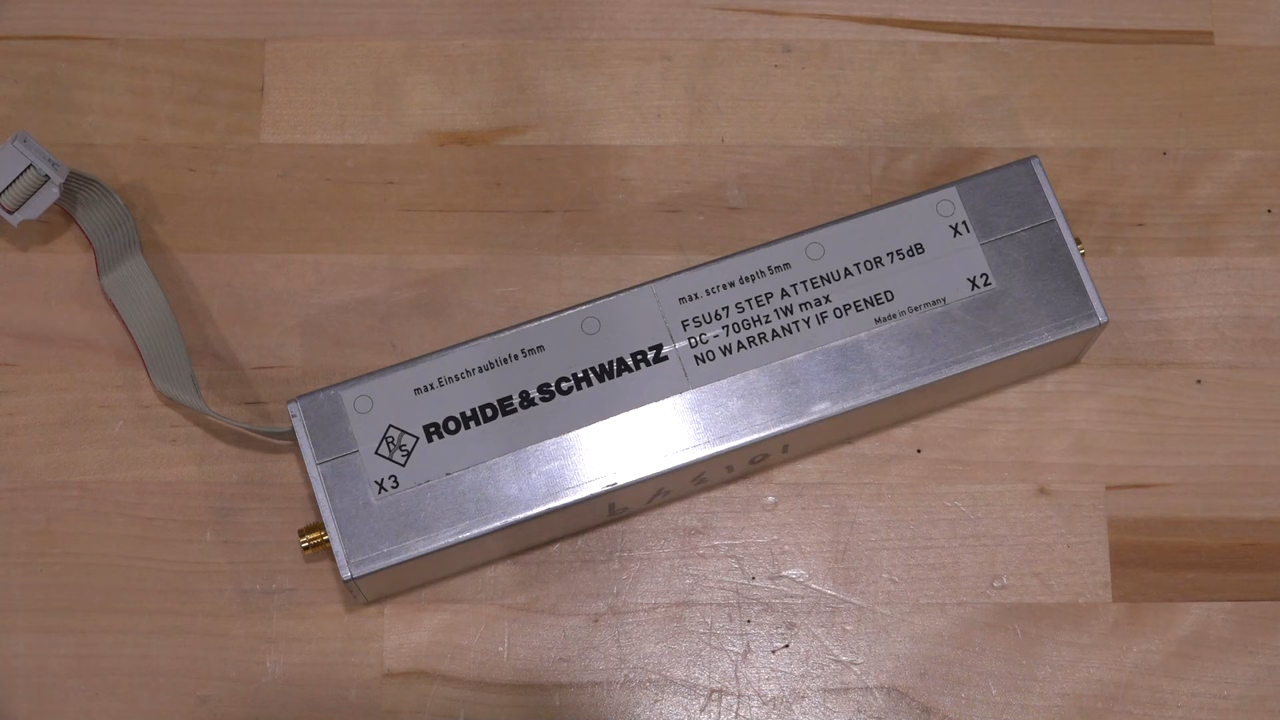 max.Einschraubtiefe 5mm
R&S
ROHDE&SCHWARZ
X3
max. screw depth 5mm
FSU67 STEP ATTENUATOR 75dB
DC - 70GHz 1W max
NO WARRANTY IF OPENED
Made in Germany
X1
X2